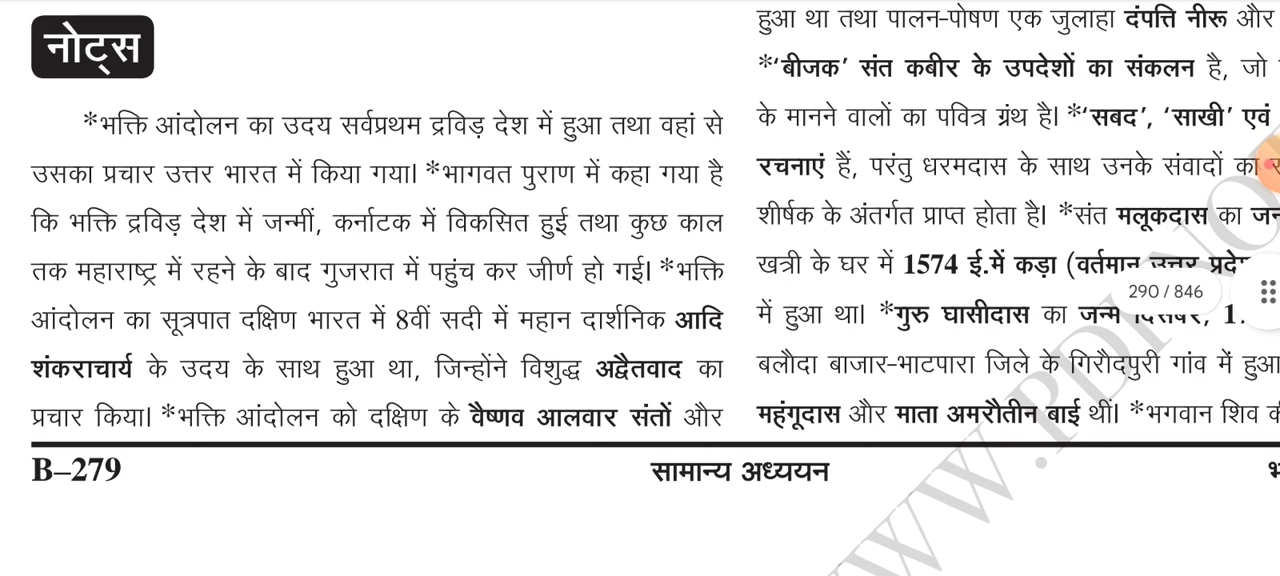 नोट्स
*भक्ति आंदोलन का उदय सर्वप्रथम द्रविड़ देश में हुआ तथा वहां से
उसका प्रचार उत्तर भारत में किया गया। *भागवत पुराण में कहा गया है
कि भक्ति द्रविड़ देश में जन्मीं, कर्नाटक में विकसित हुई तथा कुछ काल
तक महाराष्ट्र में रहने के बाद गुजरात में पहुंच कर जीर्ण हो गई। *भक्ति
आंदोलन का सूत्रपात दक्षिण भारत में 8वीं सदी में महान दार्शनिक आदि
शंकराचार्य के उदय के साथ हुआ था, जिन्होंने विशुद्ध अद्वैतवाद का
प्रचार किया। *भक्ति आंदोलन को दक्षिण के वैष्णव आलवार संतों और
हुआ था तथा पालन-पोषण एक जुलाहा दंपत्ति नीरू और
*‘बीजक’ संत कबीर के उपदेशों का संकलन है, जो
के मानने वालों का पवित्र ग्रंथ है। *‘सबद’, ‘साखी’ एवं
रचनाएं हैं, परंतु धरमदास के साथ उनके संवादों का
शीर्षक के अंतर्गत प्राप्त होता है। *संत मलूकदास का
खत्री के घर में 1574 ई.में कड़ा (वर्तमान उत्तर
में हुआ था। *गुरु घासीदास का जन्म
बलौदा बाजार-भाटपारा जिले के गिरौदपुरी गांव में हुआ
महंगूदास और माता अमरौतीन बाई थीं। *भगवान शिव
290 / 846
B–279
सामान्य अध्ययन